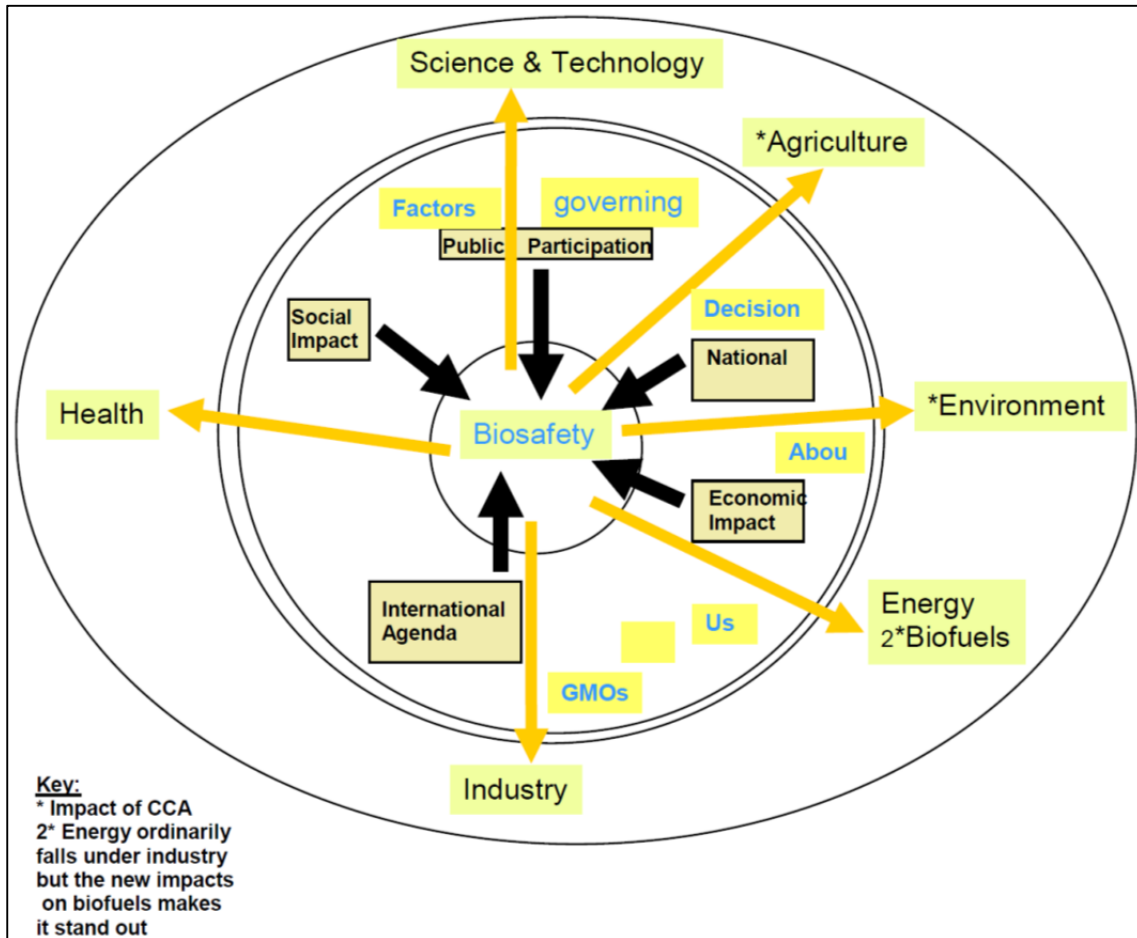 Science & Technology
*Agriculture
Factors governing
Public Participation
Decision
Social
Impact
National
Health
*Environment
Biosafety
Abou
Economic
Impact
International
Agenda
Energy
2*Biofuels
Us
GMOs
Industry
Key:
* Impact of CCA
2* Energy ordinarily
falls under industry
but the new impacts
on biofuels makes
it stand out